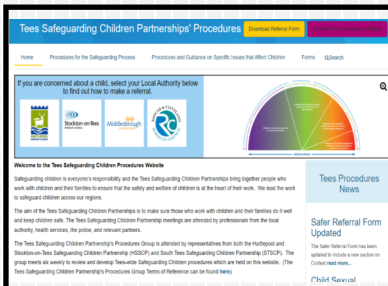 Tees Safeguarding Children Partnerships' Procedures
Download Referral Form
Home
Procedures for the Safeguarding Process
Procedures and Guidance on Specific Issues that Affect Children
Forms
Search
If you are concerned about a child, select your Local Authority below
to find out how to make a referral.
Stockton-on-Tees
Middlesbrough
Welcome to the Tees Safeguarding Children Procedures Website
Safeguarding children is everyone's responsibility and the Tees Safeguarding Children Partnerships bring together people who
work with children and their families to ensure that the safety and welfare of children is at the heart of their work. We lead the work
to safeguard children across our regions.
The aim of the Tees Safeguarding Children Partnerships is to make sure those who work with children and their families do it well
and keep children safe. The Tees Safeguarding Children Partnership meetings are attended by professionals from the local
authority, health services, the police, and relevant partners.
The Tees Safeguarding Children Partnership's Procedures Group is attended by representatives from both the Hartlepool and
Stockton-on-Tees Safeguarding Children Partnership (HSSCP) and South Tees Safeguarding Children Partnership (STSCP). The
group meets six weekly to review and develop Tees-wide Safeguarding Children procedures which are held on this website. (The
Tees Safeguarding Children Partnership's Procedures Group Terms of Reference can be found here)
Tees Procedures
News
Safer Referral Form
Updated
The Safer Referral Form has been
updated to include a new section on
Context read more...
Child Sexual